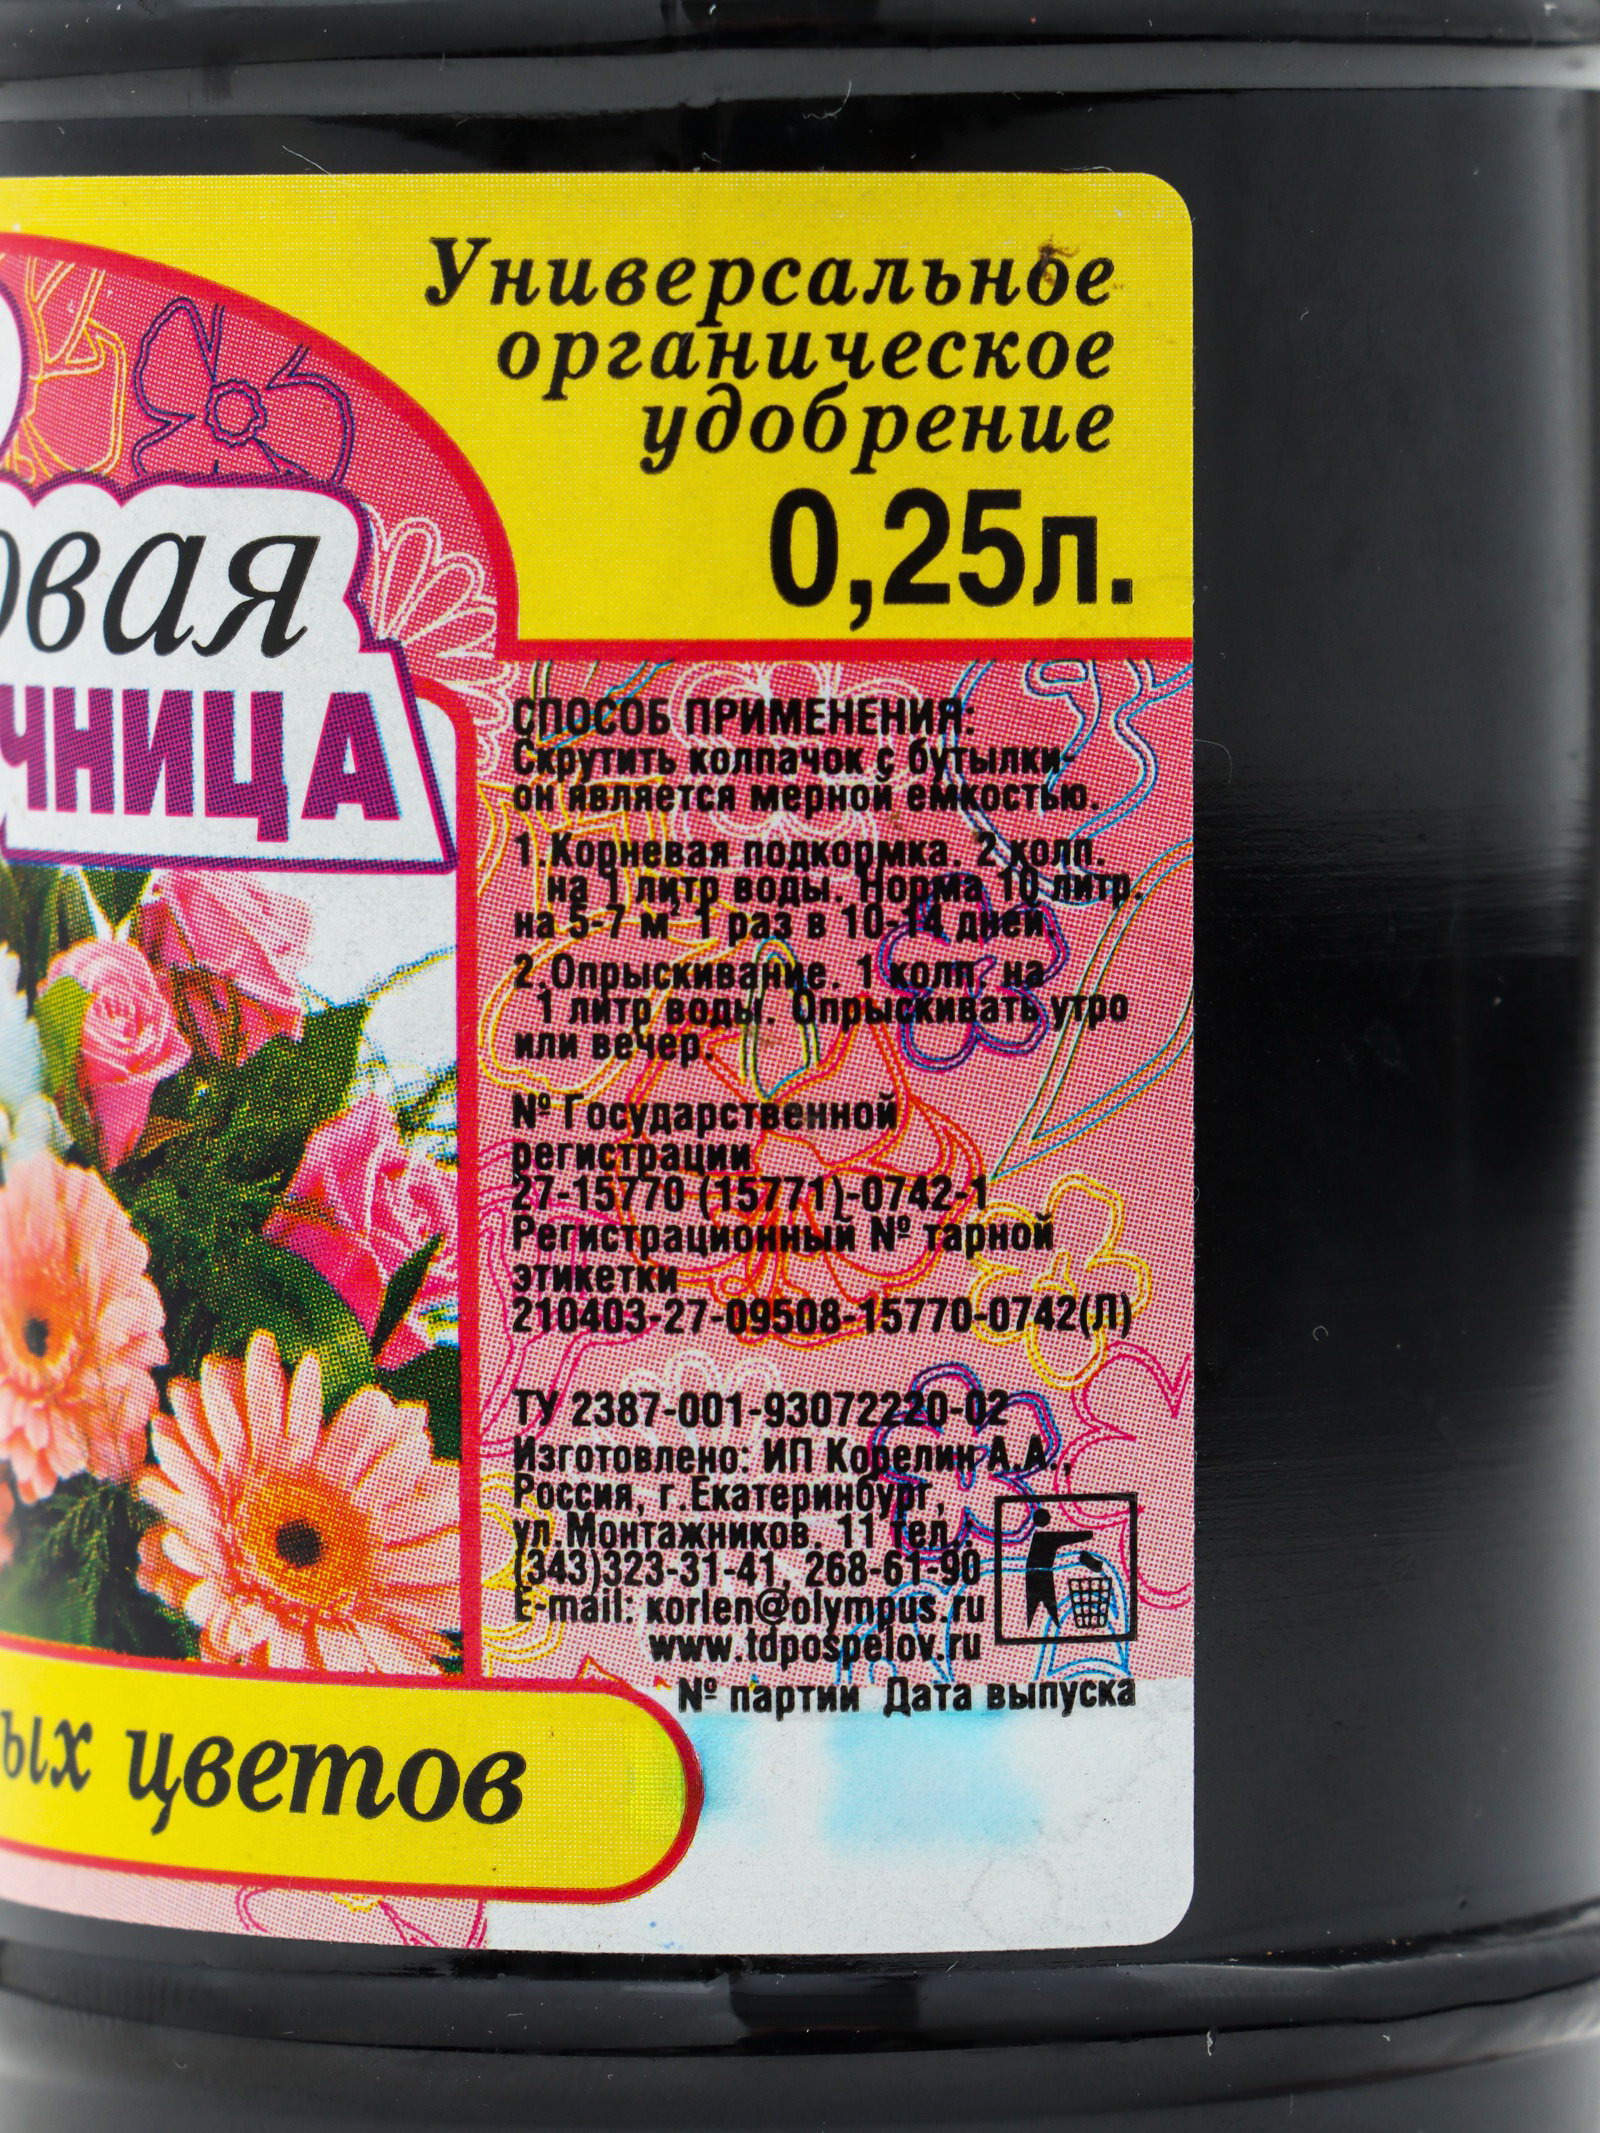 Универсальное
органическое
удобрение
0,25л.
овая
ЧНИЦА
СПОСОБ ПРИМЕНЕНИЯ:
Скрутить колпачок с бутылки-
он является мерной емкостью.
1.Корневая подкормка. 2 колп.
на 1 литр воды. Норма 10 литр.
на 5-7 м² 1 раз в 10-14 дней
2.Опрыскивание. 1 колп. на
1 литр воды. Опрыскивать утро
или вечер.
№ Государственной
регистрации
27-15770 (15771)-0742-1
Регистрационный № тарной
этикетки
210403-27-09508-15770-0742(Л)
ТУ 2387-001-93072220-02
Изготовлено: ИП Корелин А.А.,
Россия, г.Екатеринбург,
ул.Монтажников. 11 тел.:
(343)323-31-41, 268-61-90
E-mail: korlen@olympus.ru
www.tdpospelov.ru
№ партии Дата выпуска
ых цветов